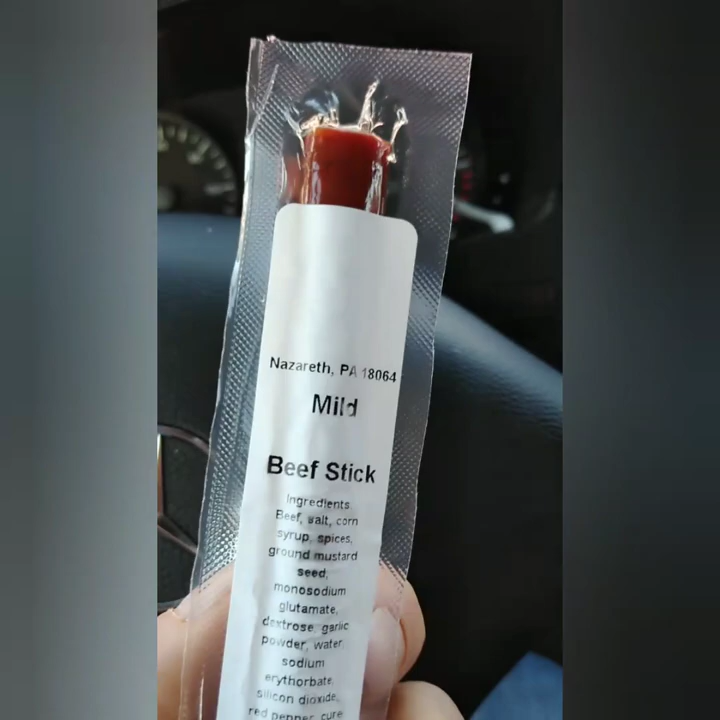 Nazareth, PA 18064
Mild
Beef Stick
Ingredients
Beef, salt, corn
syrup, spices,
ground mustard
seed,
monosodium
glutamate,
dextrose, garlic
powder, water,
sodium
erythorbate,
silicon dioxide,
red pepper, cure